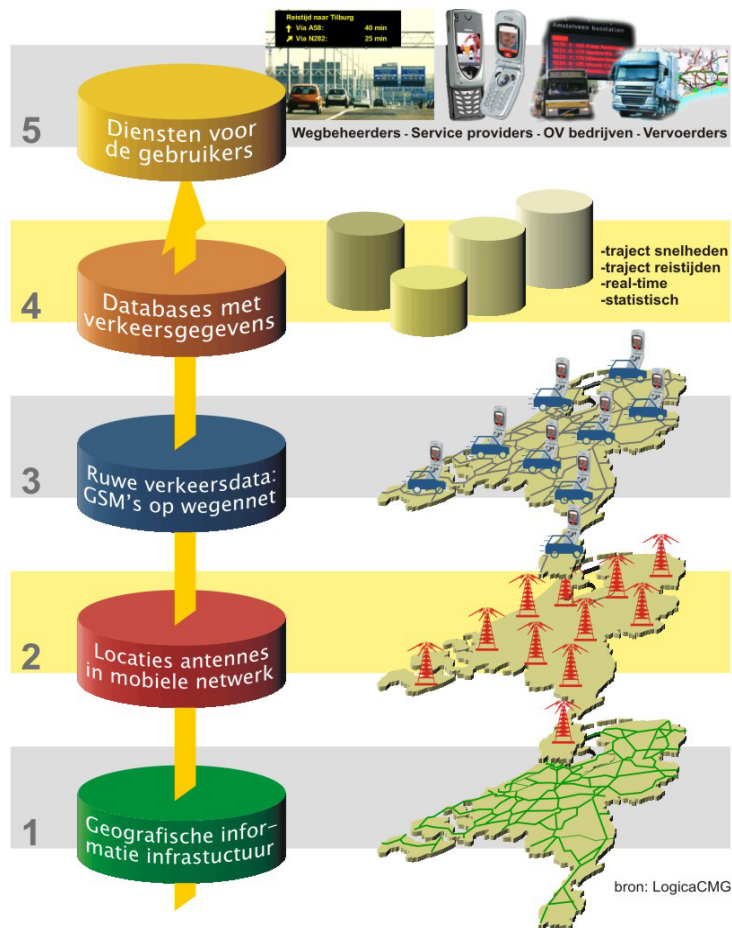 Reistijd naar Tilburg
Via A58: 40 min
Via N282: 25 min
Amstelveen busstation
5
Diensten voor
de gebruikers
Wegbeheerders - Service providers - OV bedrijven - Vervoerders
4
Databases met
verkeersgegevens
-traject snelheden
-traject reistijden
-real-time
-statistisch
3
Ruwe verkeersdata:
GSM's op wegennet
2
Locaties antennes
in mobiele netwerk
1
Geografische infor-
matie infrastuctuur
bron: LogicaCMG